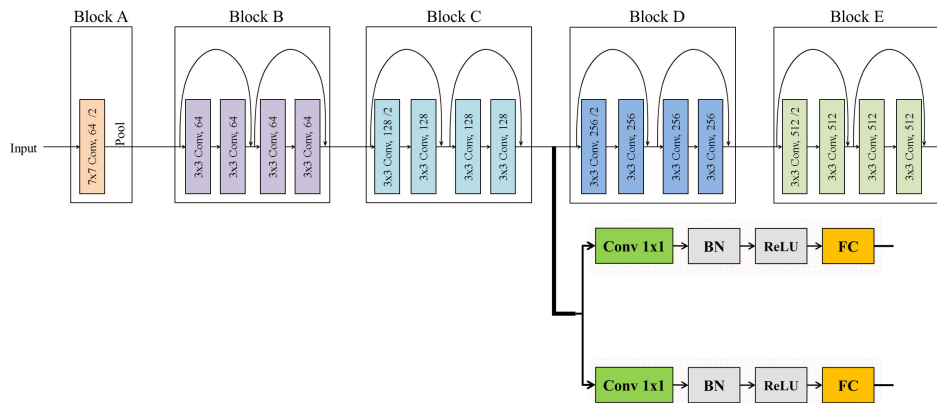 Block A
Block B
Block C
Block D
Block E
Input
7x7 Conv, 64 /2
Pool
3x3 Conv, 64
3x3 Conv, 64
3x3 Conv, 64
3x3 Conv, 64
3x3 Conv, 128 /2
3x3 Conv, 128
3x3 Conv, 128
3x3 Conv, 128
3x3 Conv, 256 /2
3x3 Conv, 256
3x3 Conv, 256
3x3 Conv, 256
3x3 Conv, 512 /2
3x3 Conv, 512
3x3 Conv, 512
3x3 Conv, 512
Conv 1x1
BN
ReLU
FC
Conv 1x1
BN
ReLU
FC